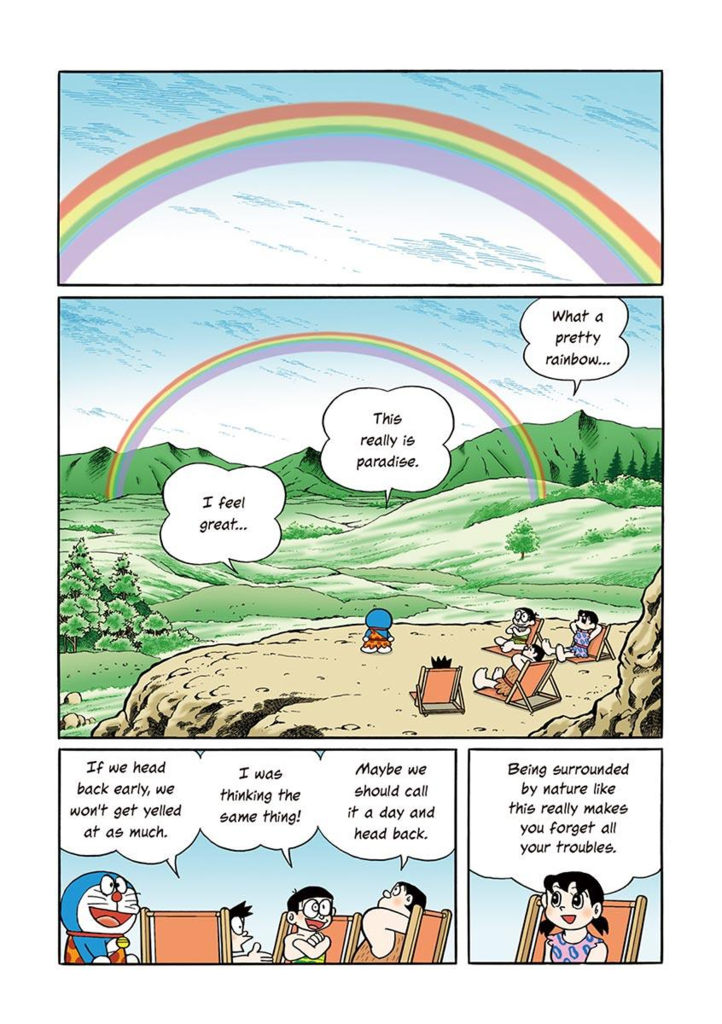 What a
pretty
rainbow...
This
really is
paradise.
I feel
great...
Being surrounded
by nature like
this really makes
you forget all
your troubles.
Maybe we
should call
it a day and
head back.
I was
thinking the
same thing!
If we head
back early, we
won't get yelled
at as much.